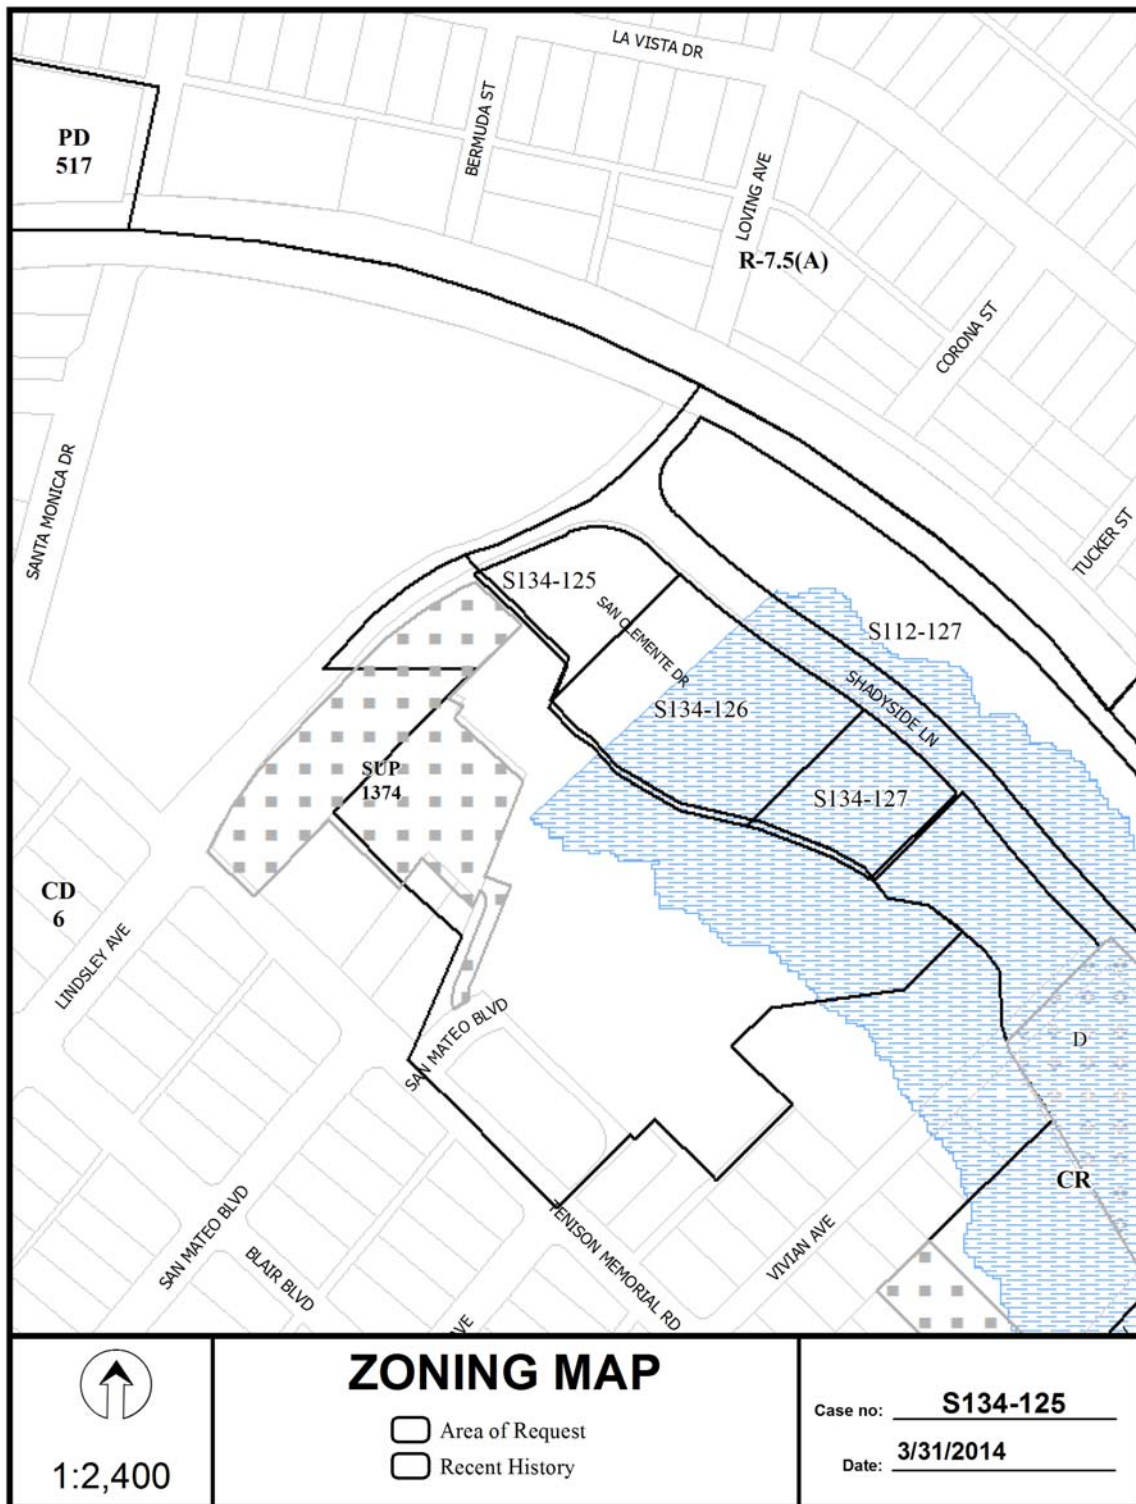 LA VISTA DR
PD
517
BERMUDA ST
LOVING AVE
R-7.5(A)
CORONA ST
SANTA MONICA DR
TUCKER ST
S134-125
SAN CLEMENTE DR
S112-127
SHADYSIDE LN
S134-126
SUP
1374
S134-127
CD
6
LINDSLEY AVE
SAN MATEO BLVD
D
CR
SAN MATEO BLVD
BLAIR BLVD
TENISON MEMORIAL RD
VIVIAN AVE
AVE
1:2,400
ZONING MAP
Area of Request
Recent History
Case no: S134-125
Date: 3/31/2014